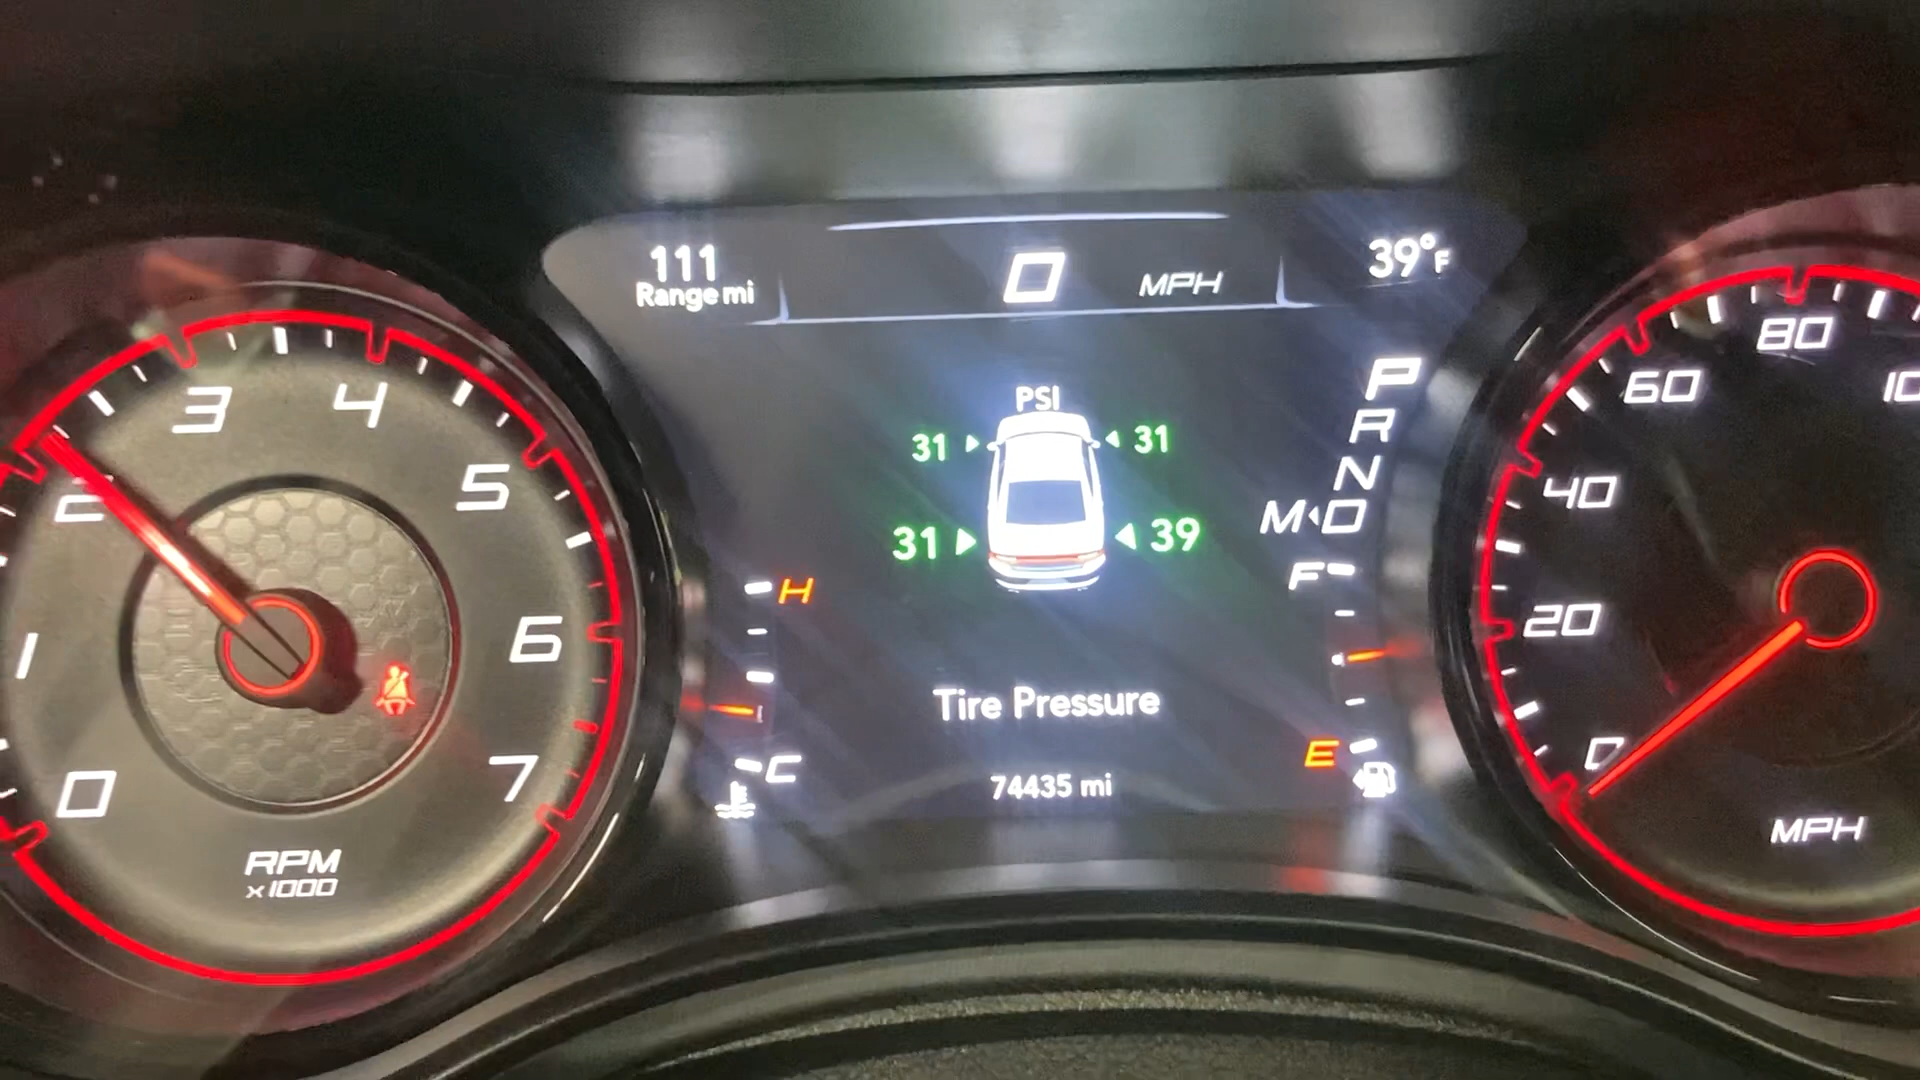 111
Range mi
0 MPH
39°F
PSI
31 31
31 39
Tire Pressure
74435 mi
H
C
P
R
N
M D
F
E
0
1
2
3
4
5
6
7
RPM
x1000
0
20
40
60
80
MPH